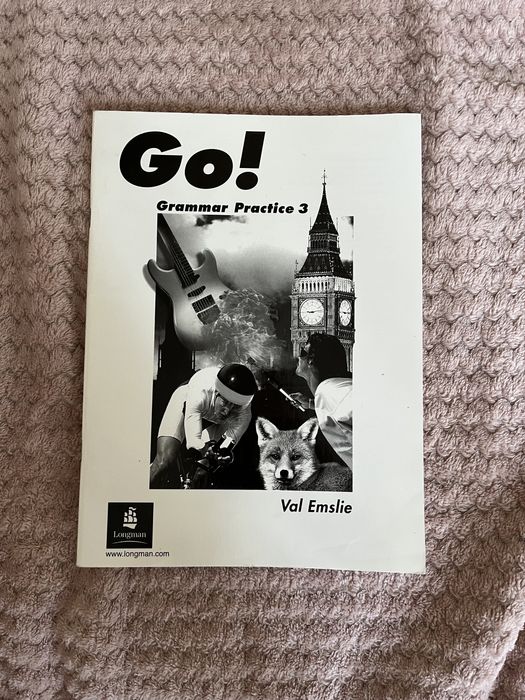 Go!
Grammar Practice 3
Val Emslie
Longman
www.longman.com